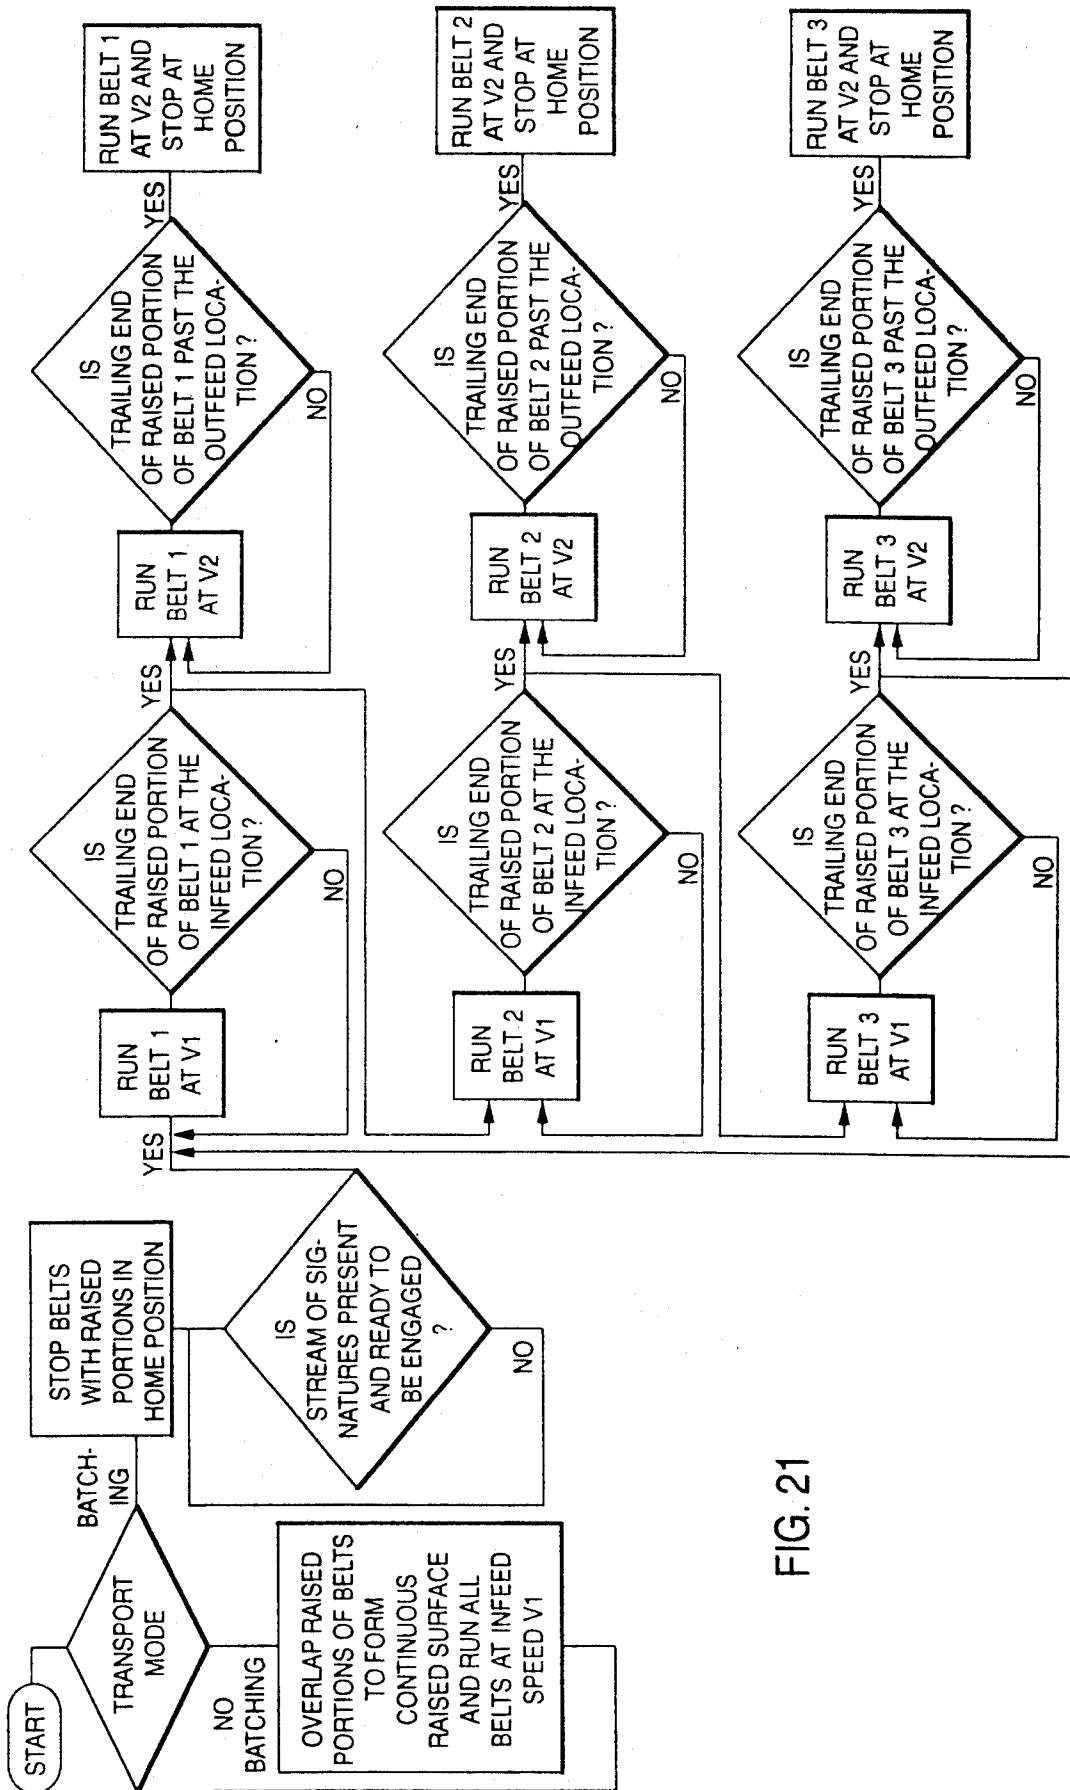 START
TRANSPORT
MODE
BATCH-
ING
NO
BATCHING
OVERLAP RAISED
PORTIONS OF BELTS
TO FORM
CONTINUOUS
RAISED SURFACE
AND RUN ALL
BELTS AT INFEED
SPEED V1
STOP BELTS
WITH RAISED
PORTIONS IN
HOME POSITION
IS
STREAM OF SIG-
NATURES PRESENT
AND READY TO
BE ENGAGED
?
NO
YES
RUN
BELT 1
AT V1
IS
TRAILING END
OF RAISED PORTION
OF BELT 1 AT THE
INFEED LOCA-
TION ?
NO
YES
RUN
BELT 1
AT V2
IS
TRAILING END
OF RAISED PORTION
OF BELT 1 PAST THE
OUTFEED LOCA-
TION ?
NO
YES
RUN BELT 1
AT V2 AND
STOP AT
HOME
POSITION
RUN
BELT 2
AT V1
IS
TRAILING END
OF RAISED PORTION
OF BELT 2 AT THE
INFEED LOCA-
TION ?
NO
YES
RUN
BELT 2
AT V2
IS
TRAILING END
OF RAISED PORTION
OF BELT 2 PAST THE
OUTFEED LOCA-
TION ?
NO
YES
RUN BELT 2
AT V2 AND
STOP AT
HOME
POSITION
RUN
BELT 3
AT V1
IS
TRAILING END
OF RAISED PORTION
OF BELT 3 AT THE
INFEED LOCA-
TION ?
NO
YES
RUN
BELT 3
AT V2
IS
TRAILING END
OF RAISED PORTION
OF BELT 3 PAST THE
OUTFEED LOCA-
TION ?
NO
YES
RUN BELT 3
AT V2 AND
STOP AT
HOME
POSITION
FIG. 21